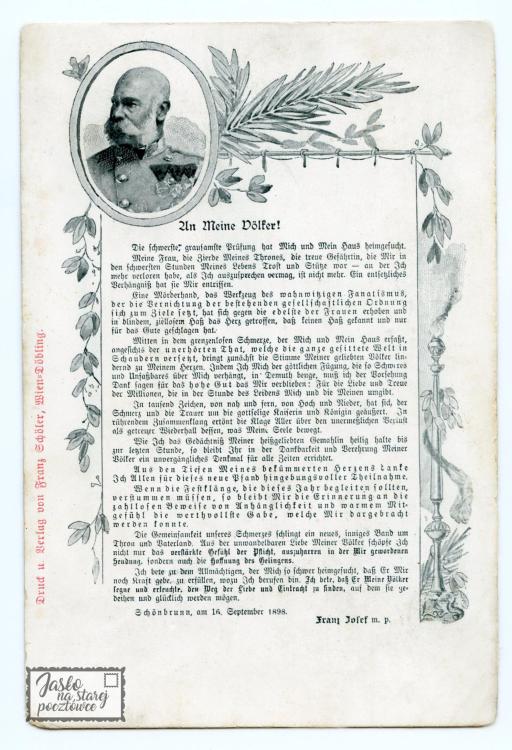 An Meine Völker!
Die schwerste, grausamste Prüfung hat Mich und Mein Haus heimgesucht.
Meine Frau, die Zierde Meines Thrones, die treue Gefährtin, die Mir in
den schwersten Stunden Meines Lebens Trost und Stütze war — an der Ich
mehr verloren habe, als Ich auszusprechen vermag, ist nicht mehr. Ein entsetzliches
Verhängniß hat sie Mir entrissen.
Eine Mörderhand, das Werkzeug des wahnwitzigen Fanatismus,
der die Vernichtung der bestehenden gesellschaftlichen Ordnung
sich zum Ziele setzt, hat sich gegen die edelste der Frauen erhoben und
in blindem, ziellosem Haß das Herz getroffen, daß keinen Haß gekannt und nur
für das Gute geschlagen hat.
Mitten in dem grenzenlosen Schmerze, der Mich und Mein Haus erfaßt,
angesichts der unerhörten That, welche die ganze gesittete Welt in
Schaudern versetzt, dringt zunächst die Stimme Meiner geliebten Völker lin-
dernd zu Meinem Herzen. Indem Ich Mich der göttlichen Fügung, die so Schweres
und Unfaßbares über Mich verhängt, in Demuth beuge, muß ich der Vorsehung
Dank sagen für das hohe Gut das Mir verblieben: Für die Liebe und Treue
der Millionen, die in der Stunde des Leidens Mich und die Meinen umgibt.
In tausend Zeichen, von nah und fern, von Hoch und Nieder, hat sich, der
Schmerz und die Trauer um die gottselige Kaiserin und Königin geäußert. In
rührendem Zusammenklang ertönt die Klage Aller über den unermeßlichen Verlust
als getreuer Wiederhall dessen, was Meine Seele bewegt.
Wie Ich das Gedächtniß Meiner heißgeliebten Gemahlin heilig halte bis
zur letzten Stunde, so bleibt Ihr in der Dankbarkeit und Verehrung Meiner
Völker ein unvergängliches Denkmal für alle Zeiten errichtet.
Aus den Tiefen Meines bekümmerten Herzens danke
Ich Allen für dieses neue Pfand hingebungsvoller Theilnahme.
Wenn die Festklänge, die dieses Jahr begleiten sollten,
verstummen müssen, so bleibt Mir die Erinnerung an die
zahllosen Beweise von Anhänglichkeit und warmem Mit-
gefühl die werthvollste Gabe, welche Mir dargebracht
werden konnte.
Die Gemeinsamkeit unseres Schmerzes schlingt ein neues, inniges Band um
Thron und Vaterland. Aus der unwandelbaren Liebe Meiner Völker schöpfe Ich
nicht nur das verstärkte Gefühl der Pflicht, auszuharren in der Mir gewordenen
Sendung, sondern auch die Hoffnung des Gelingens.
Ich bete zu dem Allmächtigen, der Mich so schwer heimgesucht, daß Er Mir
noch Kraft gebe, zu erfüllen, wozu Ich berufen bin. Ich bete, daß Er Meine Völker
segne und erleuchte, den Weg der Liebe und Eintracht zu finden, auf dem sie ge-
deihen und glücklich werden mögen.
Schönbrunn, am 16. September 1898.
Franz Josef m. p.
Druck u. Verlag von Franz Schöler, Wien-Döbling.
Jasło
na starej
pocztówce